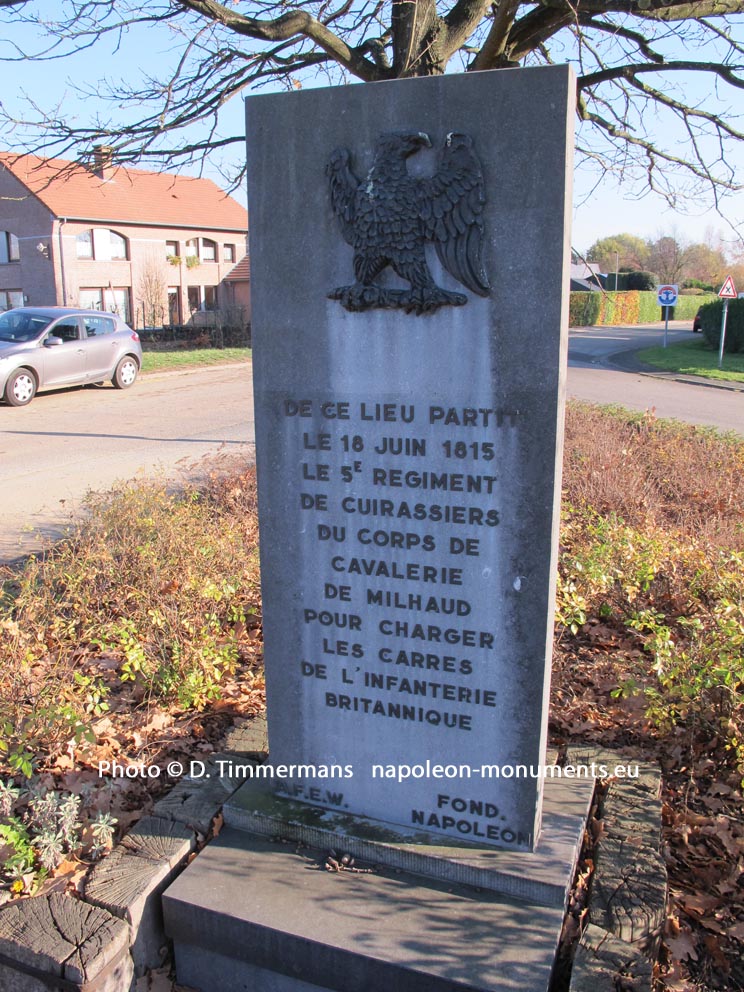 DE CE LIEU PARTIT
LE 18 JUIN 1815
LE 5E REGIMENT
DE CUIRASSIERS
DU CORPS DE
CAVALERIE
DE MILHAUD
POUR CHARGER
LES CARRES
DE L'INFANTERIE
BRITANNIQUE
Photo © D. Timmermans napoleon-monuments.eu
A.F.E.W.
FOND.
NAPOLEON